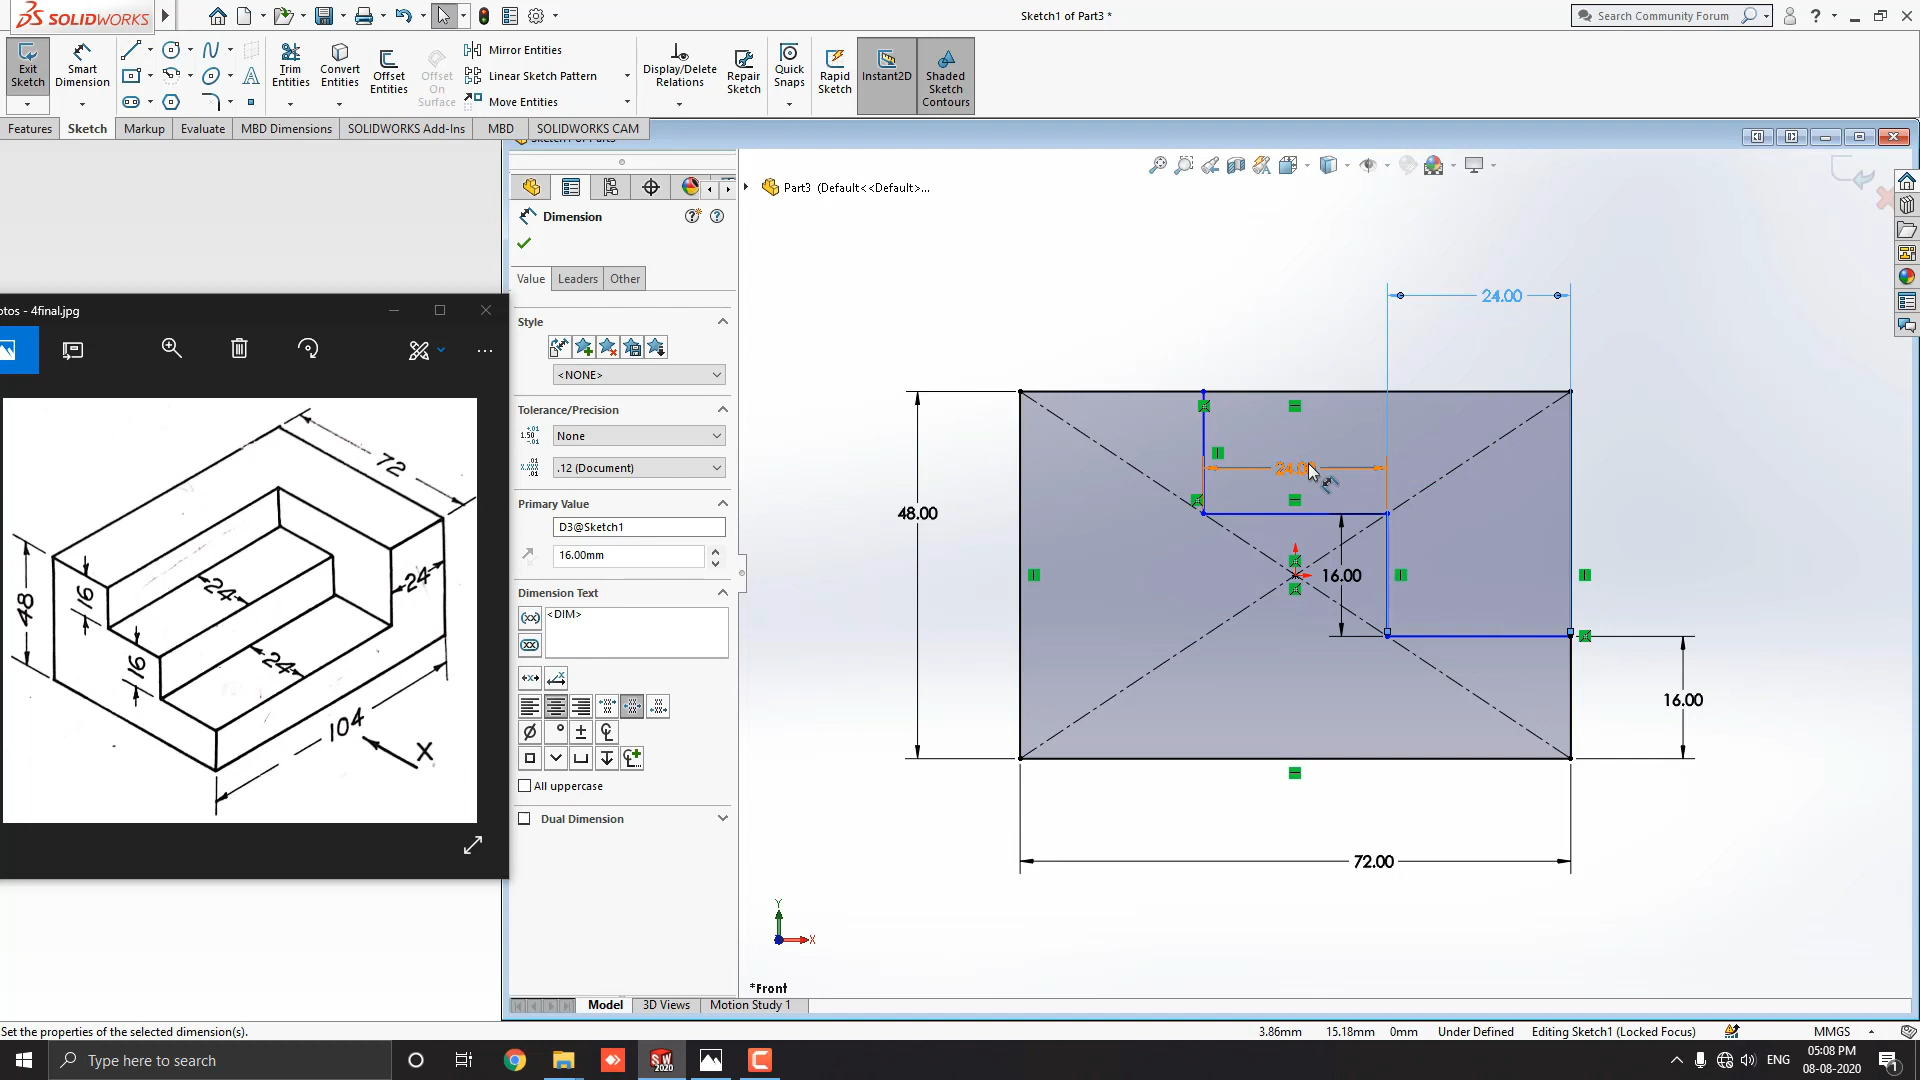 SOLIDWORKS
Sketch1 of Part3 *
Search Community Forum
Exit Sketch
Smart Dimension
Trim Entities
Convert Entities
Offset Entities
Offset On Surface
Mirror Entities
Linear Sketch Pattern
Move Entities
Display/Delete Relations
Repair Sketch
Quick Snaps
Rapid Sketch
Instant2D
Shaded Sketch Contours
Features
Sketch
Markup
Evaluate
MBD Dimensions
SOLIDWORKS Add-Ins
MBD
SOLIDWORKS CAM
Part3 (Default<<Default>...
Dimension
Value
Leaders
Other
Style
<NONE>
Tolerance/Precision
None
.12 (Document)
Primary Value
D3@Sketch1
16.00mm
Dimension Text
<DIM>
All uppercase
Dual Dimension
otos - 4final.jpg
72
48
16
24
24
16
24
104
X
24.00
24.00
48.00
16.00
16.00
72.00
Y
X
*Front
Model
3D Views
Motion Study 1
Set the properties of the selected dimension(s).
3.86mm
15.18mm
0mm
Under Defined
Editing Sketch1 (Locked Focus)
MMGS
Type here to search
SW
2020
ENG
05:08 PM
08-08-2020
1